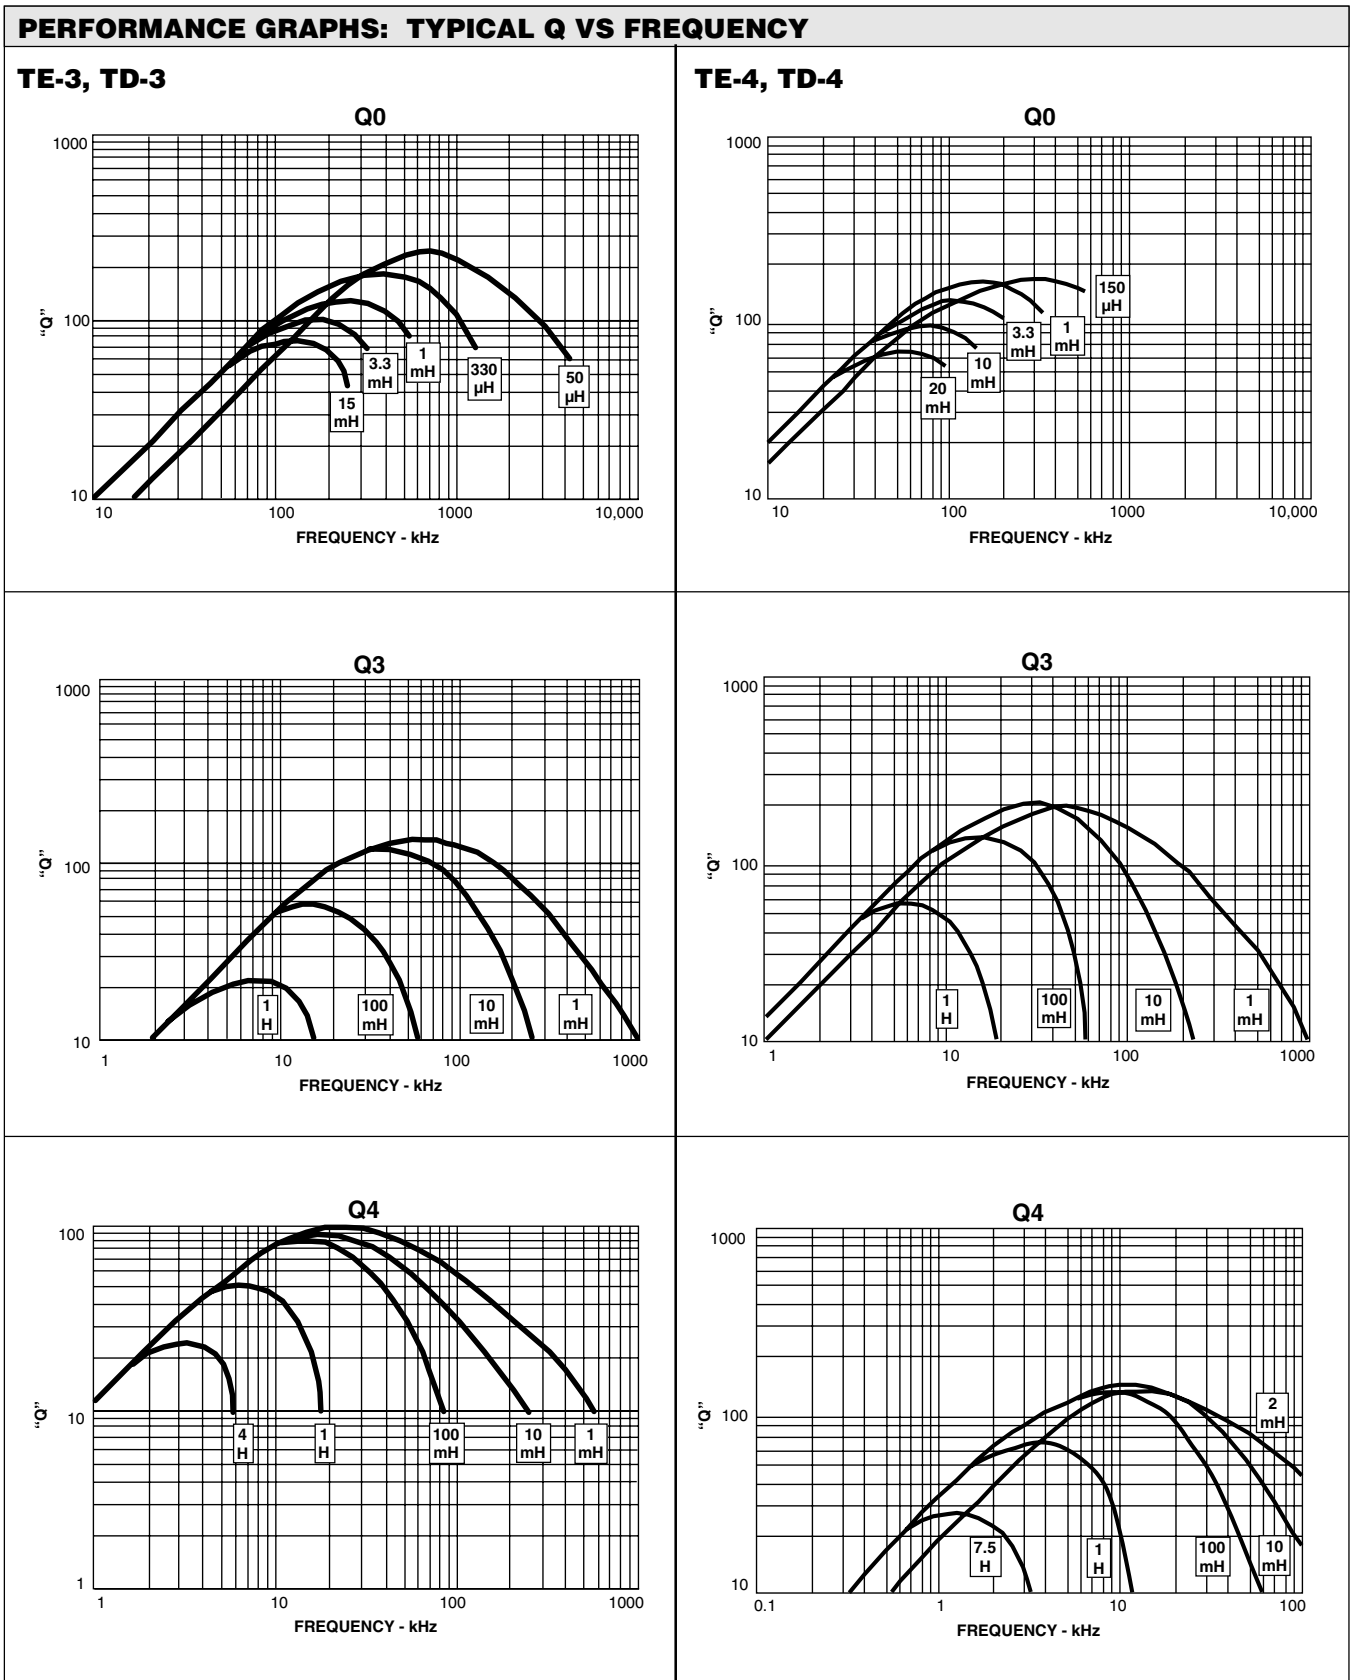 PERFORMANCE GRAPHS: TYPICAL Q VS FREQUENCY
TE-3, TD-3
Q0
1000
100
10
"Q"
15
mH
3.3
mH
1
mH
330
µH
50
µH
10 100 1000 10,000
FREQUENCY - kHz
TE-4, TD-4
Q0
1000
100
10
"Q"
20
mH
10
mH
3.3
mH
1
mH
150
µH
10 100 1000 10,000
FREQUENCY - kHz
Q3
1000
100
10
"Q"
1
H
100
mH
10
mH
1
mH
1 10 100 1000
FREQUENCY - kHz
Q3
1000
100
10
"Q"
1
H
100
mH
10
mH
1
mH
1 10 100 1000
FREQUENCY - kHz
Q4
100
10
1
"Q"
4
H
1
H
100
mH
10
mH
1
mH
1 10 100 1000
FREQUENCY - kHz
Q4
1000
100
10
"Q"
7.5
H
1
H
100
mH
10
mH
2
mH
0.1 1 10 100
FREQUENCY - kHz